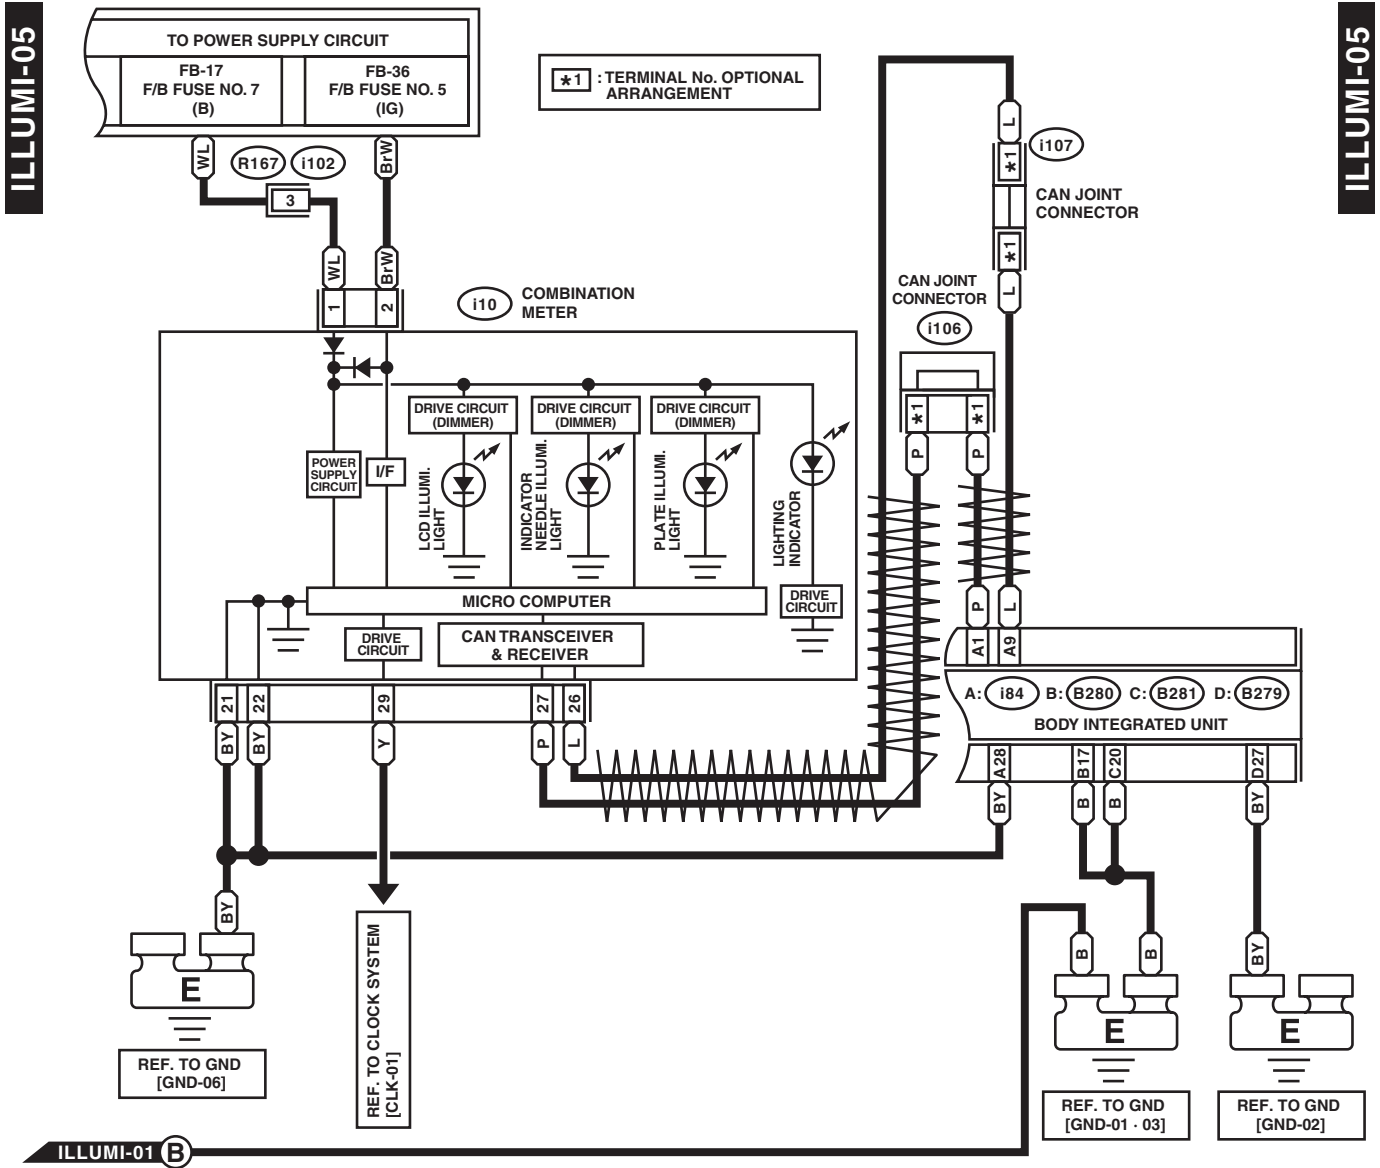 ILLUMI-05
ILLUMI-05
TO POWER SUPPLY CIRCUIT
FB-17
F/B FUSE NO. 7
(B)
FB-36
F/B FUSE NO. 5
(IG)
*1 : TERMINAL No. OPTIONAL
ARRANGEMENT
WL
R167
i102
BrW
3
WL
BrW
1
2
i10
COMBINATION
METER
L
i107
*1
CAN JOINT
CONNECTOR
*1
L
CAN JOINT
CONNECTOR
i106
*1
*1
P
P
DRIVE CIRCUIT
(DIMMER)
DRIVE CIRCUIT
(DIMMER)
DRIVE CIRCUIT
(DIMMER)
POWER
SUPPLY
CIRCUIT
I/F
LCD ILLUMI.
LIGHT
INDICATOR
NEEDLE ILLUMI.
LIGHT
PLATE ILLUMI.
LIGHT
LIGHTING
INDICATOR
MICRO COMPUTER
DRIVE
CIRCUIT
DRIVE
CIRCUIT
CAN TRANSCEIVER
& RECEIVER
P
L
A1
A9
A:
i84
B:
B280
C:
B281
D:
B279
BODY INTEGRATED UNIT
21
22
29
27
26
BY
BY
Y
P
L
A28
B17
C20
D27
BY
B
B
BY
BY
E
REF. TO GND
[GND-06]
REF. TO CLOCK SYSTEM
[CLK-01]
B
B
BY
E
E
REF. TO GND
[GND-01 · 03]
REF. TO GND
[GND-02]
ILLUMI-01
B